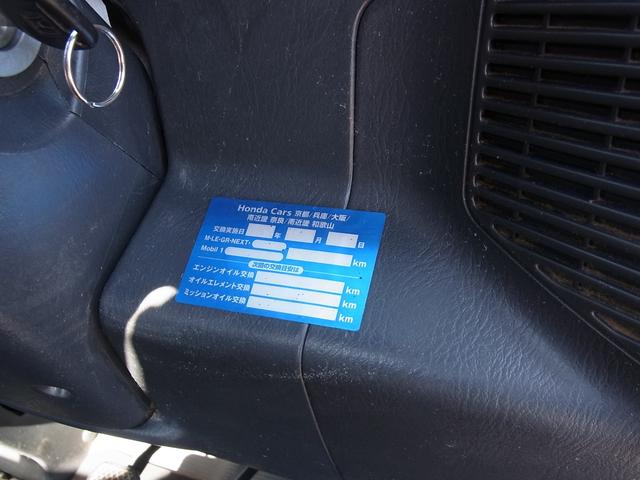 Honda Cars 京都/兵庫/大阪/
南近畿 奈良/南近畿 和歌山
交換実施日 年 月 日
M-LE-GR-NEXT・
Mobil 1 km
次回の交換目安は
エンジンオイル交換 km
オイルエレメント交換 km
ミッションオイル交換 km